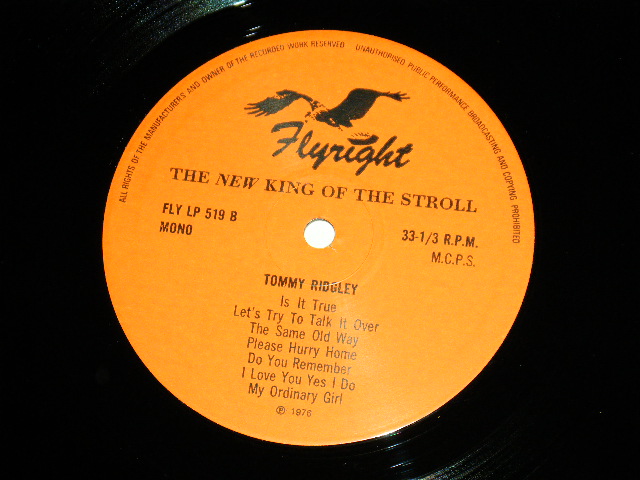 ALL RIGHTS OF THE MANUFACTURERS AND OWNER OF THE RECORDED WORK RESERVED
UNAUTHORISED PUBLIC PERFORMANCE BROADCASTING AND COPYING PROHIBITED
Flyright
THE NEW KING OF THE STROLL
FLY LP 519 B
MONO
33-1/3 R.P.M.
M.C.P.S.
TOMMY RIDGLEY
Is It True
Let's Try To Talk It Over
The Same Old Way
Please Hurry Home
Do You Remember
I Love You Yes I Do
My Ordinary Girl
℗ 1976